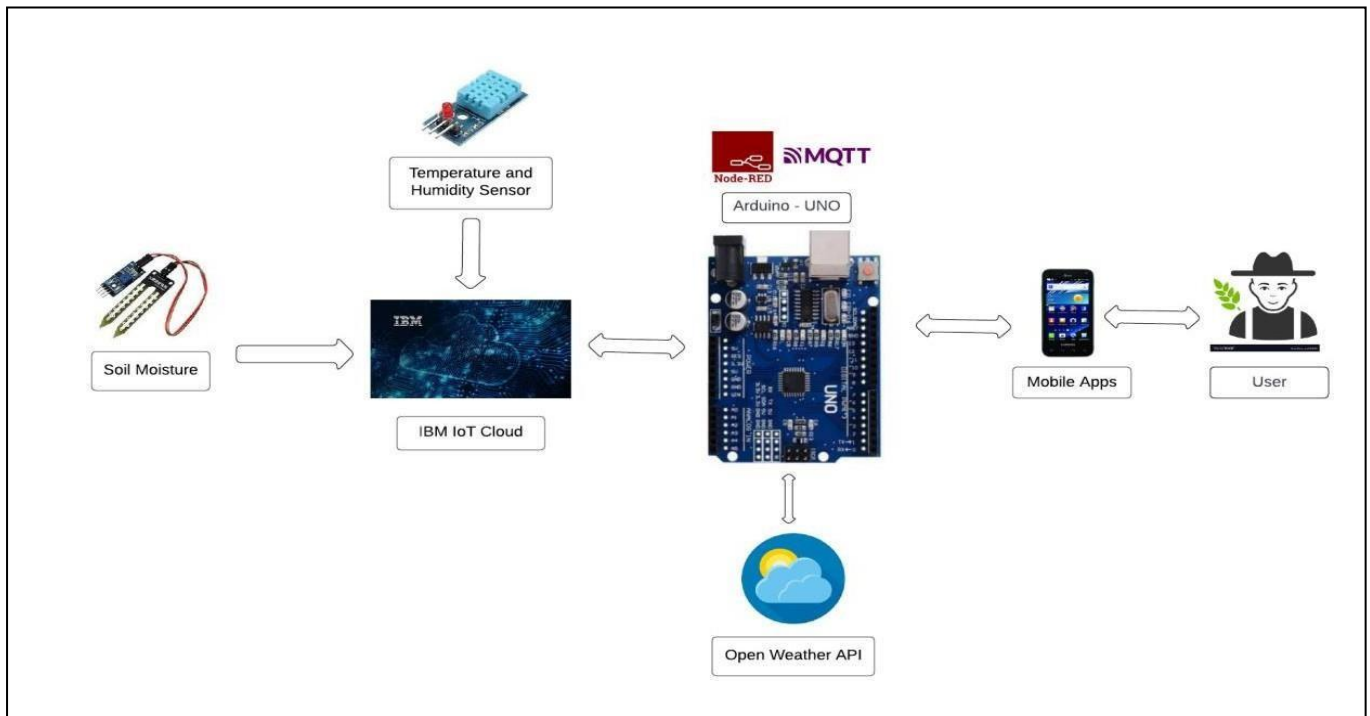 Temperature and
Humidity Sensor
Node-RED
MQTT
Arduino - UNO
Soil Moisture
IBM
IBM IoT Cloud
UNO
Mobile Apps
User
Open Weather API